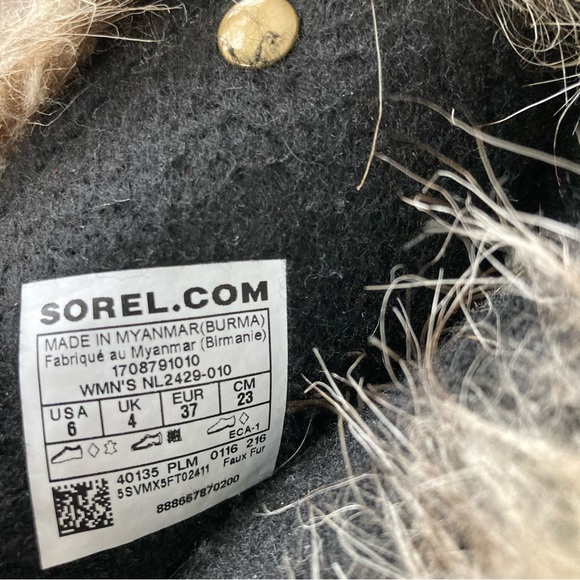 SOREL.COM
MADE IN MYANMAR(BURMA)
Fabriqué au Myanmar (Birmanie)
1708791010
WMN'S NL2429-010
USA UK EUR CM
6 4 37 23
ECA-1
40135 PLM 0116 216
5SVMX5FT02411 Faux Fur
888667870200